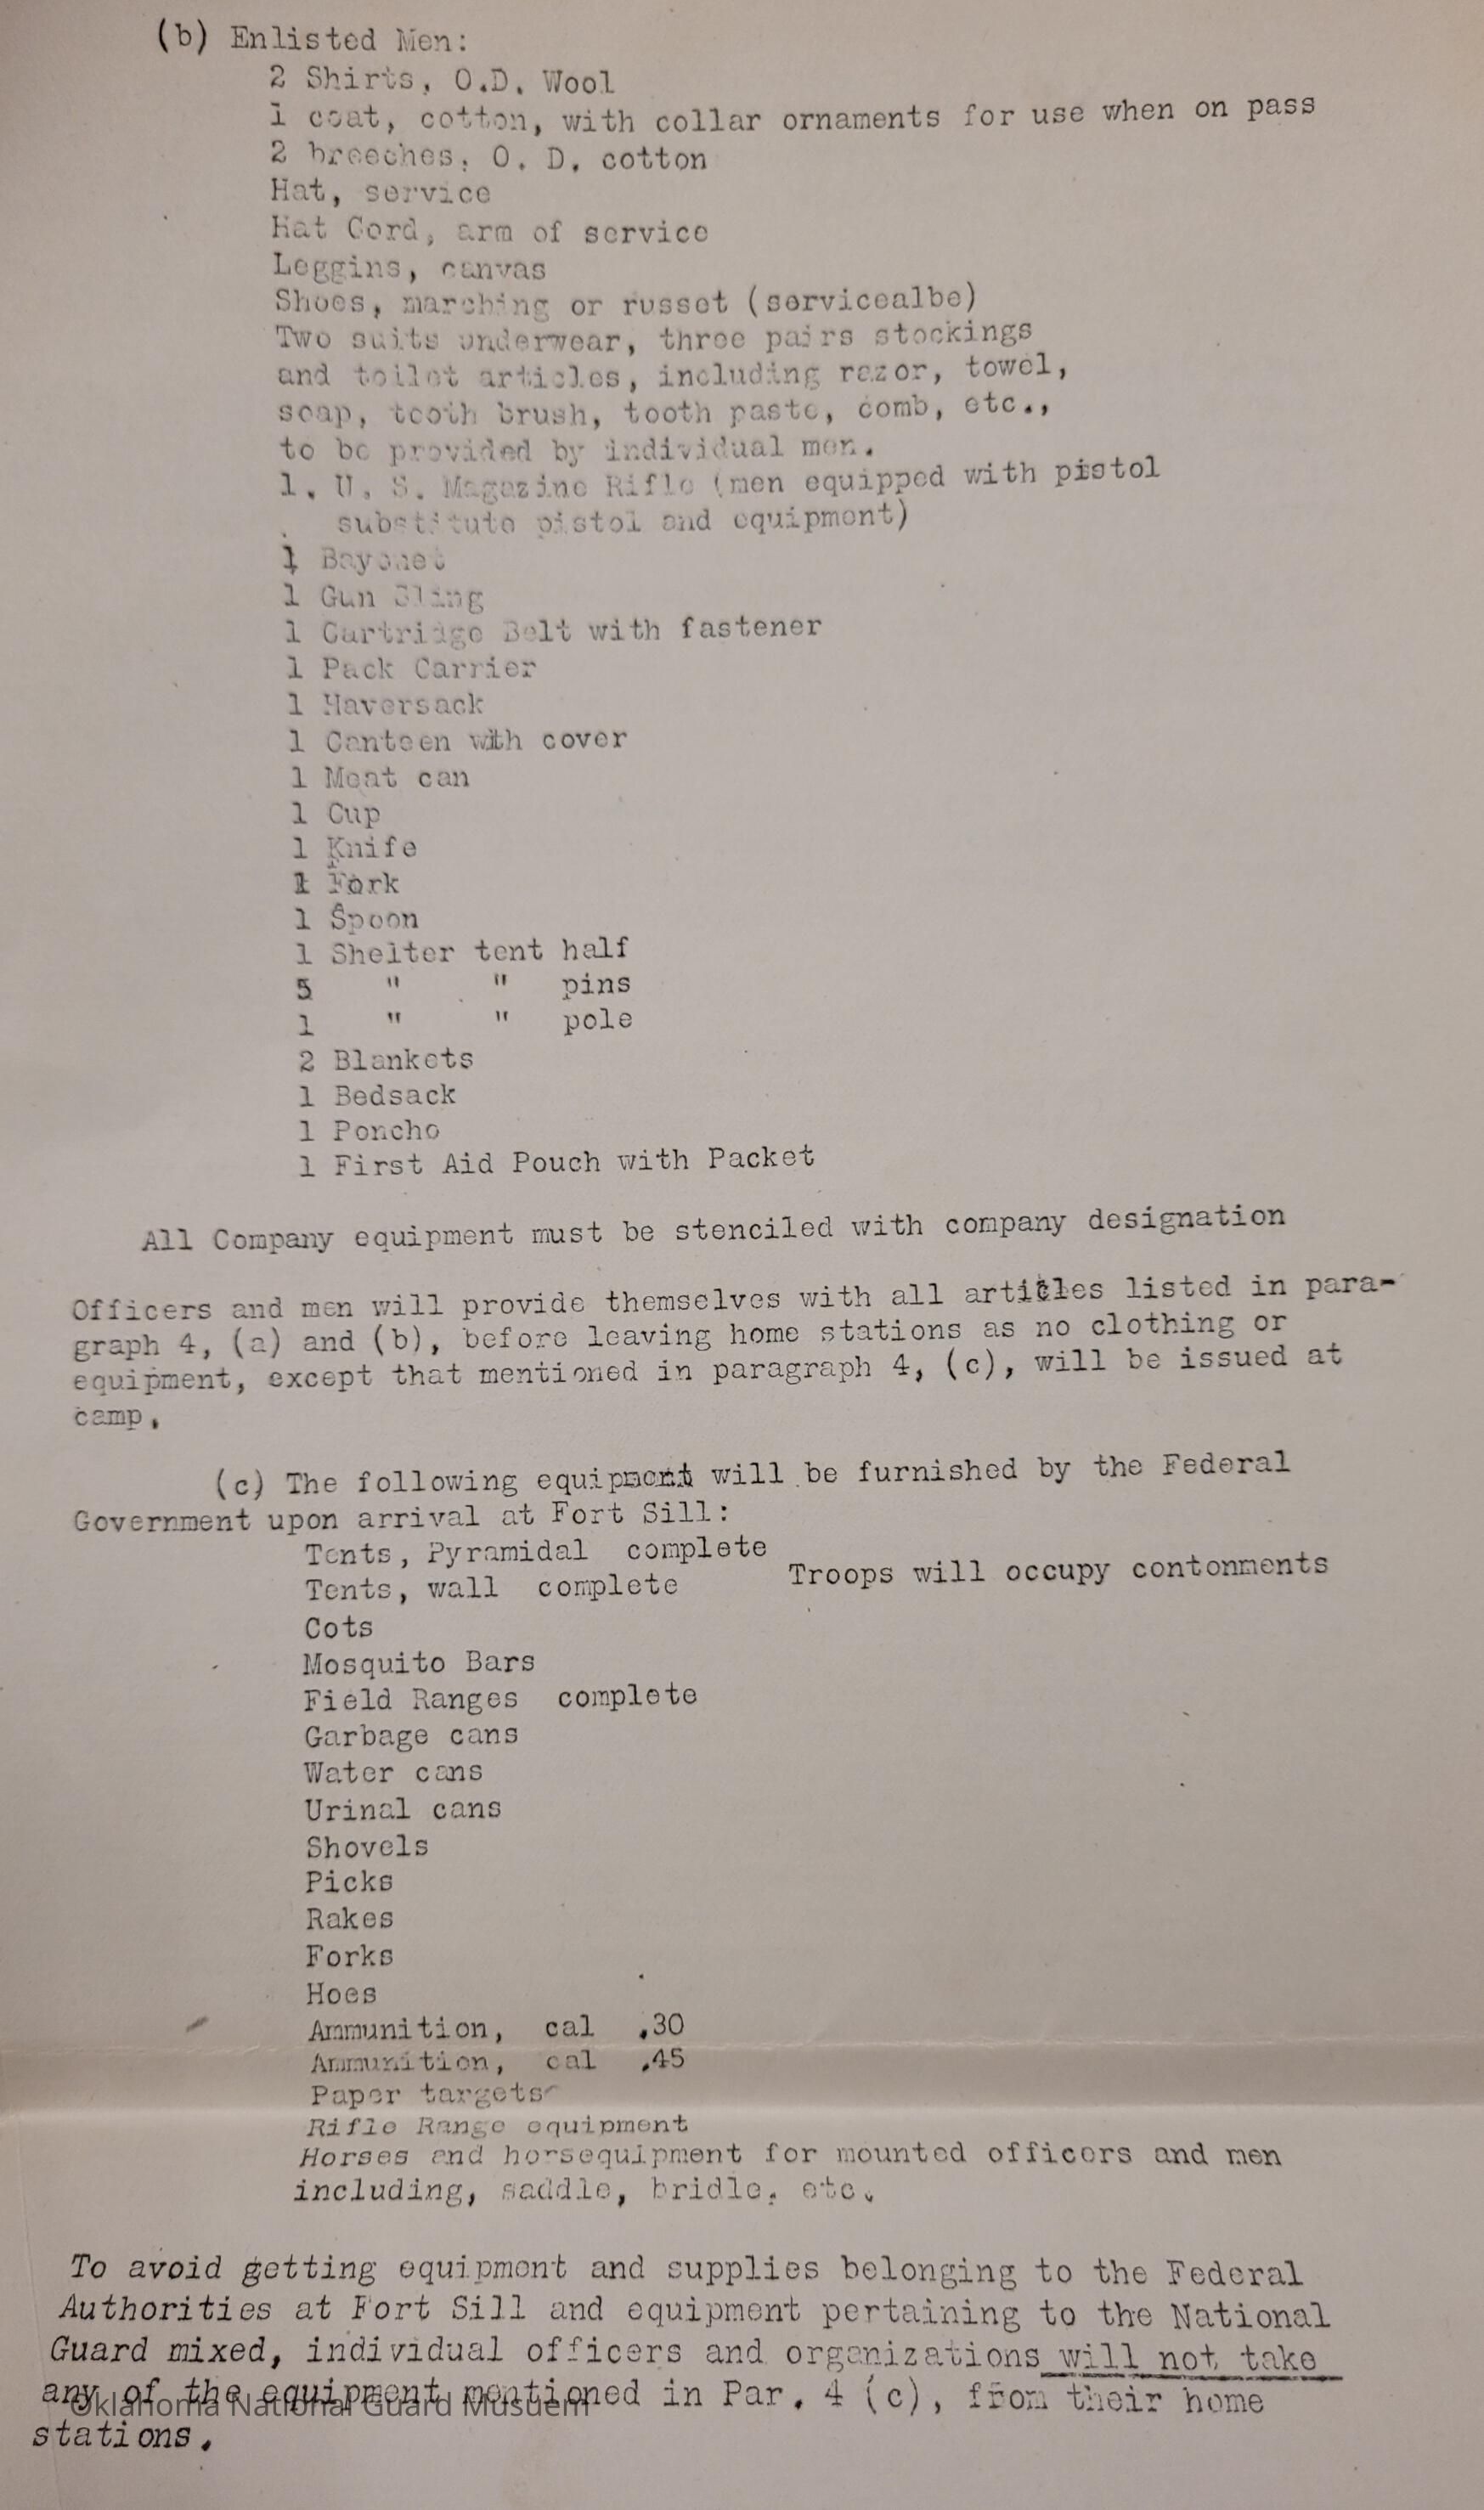 (b) Enlisted Men:
2 Shirts, O.D. Wool
1 coat, cotton, with collar ornaments for use when on pass
2 breeches, O. D. cotton
Hat, service
Hat Cord, arm of service
Leggins, canvas
Shoes, marching or russet (servicealbe)
Two suits underwear, three pairs stockings
and toilet articles, including razor, towel,
soap, tooth brush, tooth paste, comb, etc.,
to be provided by individual men.
1. U. S. Magazine Rifle (men equipped with pistol
substitute pistol and equipment)
1 Bayonet
1 Gun Sling
1 Cartridge Belt with fastener
1 Pack Carrier
1 Haversack
1 Canteen with cover
1 Meat can
1 Cup
1 Knife
1 Fork
1 Spoon
1 Shelter tent half
5 " " pins
1 " " pole
2 Blankets
1 Bedsack
1 Poncho
1 First Aid Pouch with Packet
All Company equipment must be stenciled with company designation
Officers and men will provide themselves with all articles listed in para-
graph 4, (a) and (b), before leaving home stations as no clothing or
equipment, except that mentioned in paragraph 4, (c), will be issued at
camp.
(c) The following equipment will be furnished by the Federal
Government upon arrival at Fort Sill:
Tents, Pyramidal complete
Tents, wall complete Troops will occupy contonments
Cots
Mosquito Bars
Field Ranges complete
Garbage cans
Water cans
Urinal cans
Shovels
Picks
Rakes
Forks
Hoes
Ammunition, cal .30
Ammunition, cal .45
Paper targets
Rifle Range equipment
Horses and horsequipment for mounted officers and men
including, saddle, bridle, etc.
To avoid getting equipment and supplies belonging to the Federal
Authorities at Fort Sill and equipment pertaining to the National
Guard mixed, individual officers and organizations will not take
any of the equipment mentioned in Par. 4 (c), from their home
©klahoma National Guard Musuem
stations.